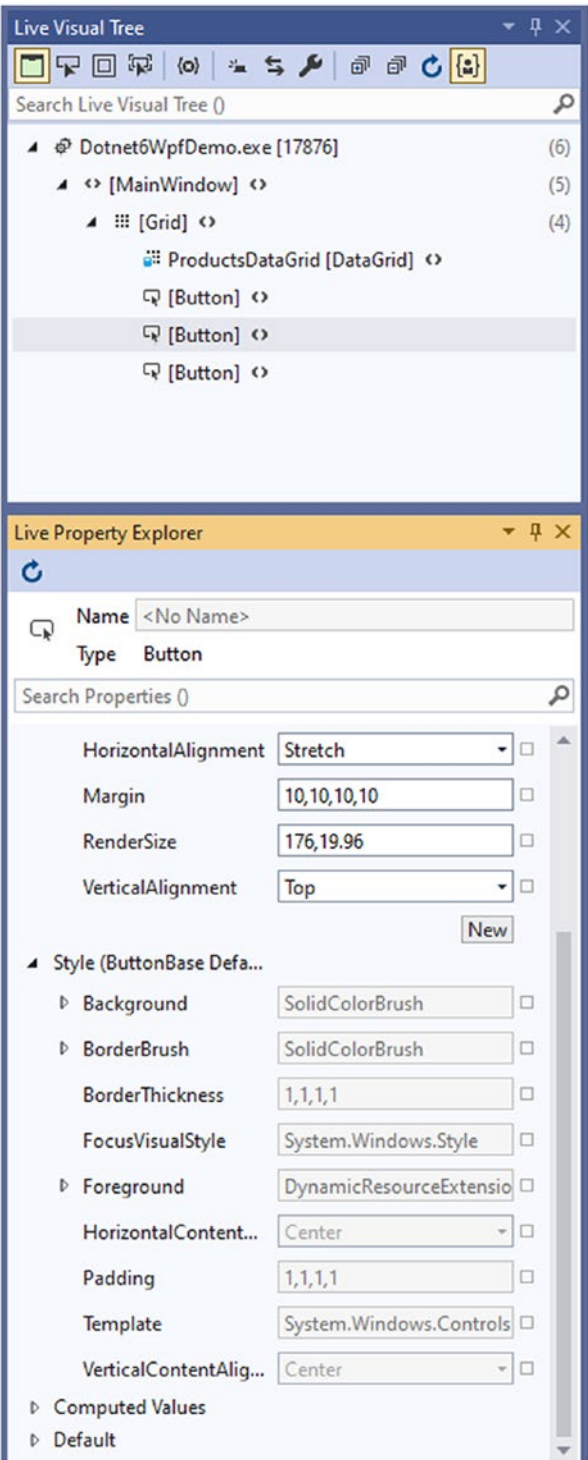 Live Visual Tree
Search Live Visual Tree ()
Dotnet6WpfDemo.exe [17876] (6)
[MainWindow] (5)
[Grid] (4)
ProductsDataGrid [DataGrid]
[Button]
[Button]
[Button]
Live Property Explorer
Name <No Name>
Type Button
Search Properties ()
HorizontalAlignment Stretch
Margin 10,10,10,10
RenderSize 176,19.96
VerticalAlignment Top
New
Style (ButtonBase Defa...
Background SolidColorBrush
BorderBrush SolidColorBrush
BorderThickness 1,1,1,1
FocusVisualStyle System.Windows.Style
Foreground DynamicResourceExtensio
HorizontalContent... Center
Padding 1,1,1,1
Template System.Windows.Controls
VerticalContentAlig... Center
Computed Values
Default